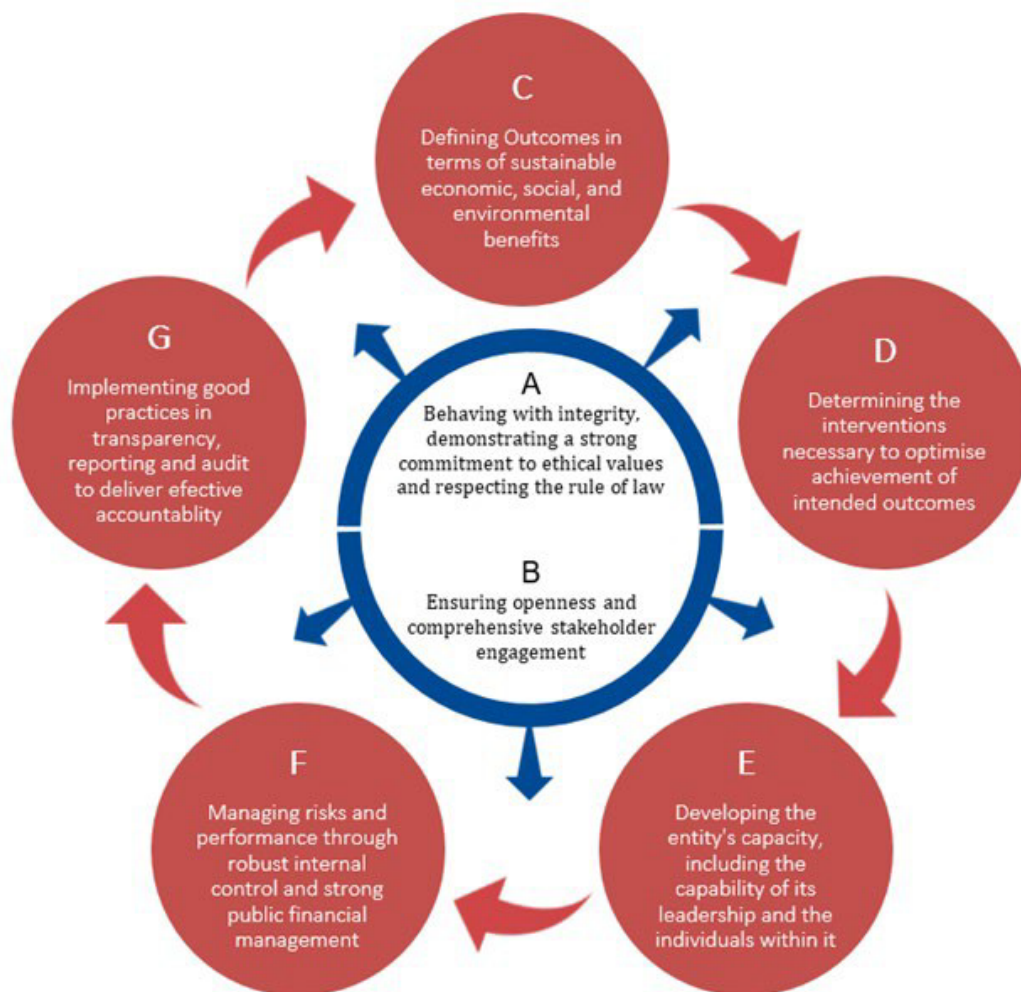 C
Defining Outcomes in
terms of sustainable
economic, social, and
environmental
benefits
G
Implementing good
practices in
transparency,
reporting and audit
to deliver efective
accountablity
A
Behaving with integrity,
demonstrating a strong
commitment to ethical values
and respecting the rule of law
D
Determining the
interventions
necessary to optimise
achievement of
intended outcomes
B
Ensuring openness and
comprehensive stakeholder
engagement
F
Managing risks and
performance through
robust internal
control and strong
public financial
management
E
Developing the
entity's capacity,
including the
capability of its
leadership and the
individuals within it